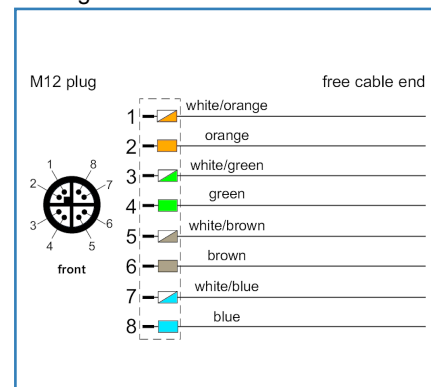 M12 plug
free cable end
1 white/orange
2 orange
3 white/green
4 green
5 white/brown
6 brown
7 white/blue
8 blue
1 8
2 7
3 6
4 5
front